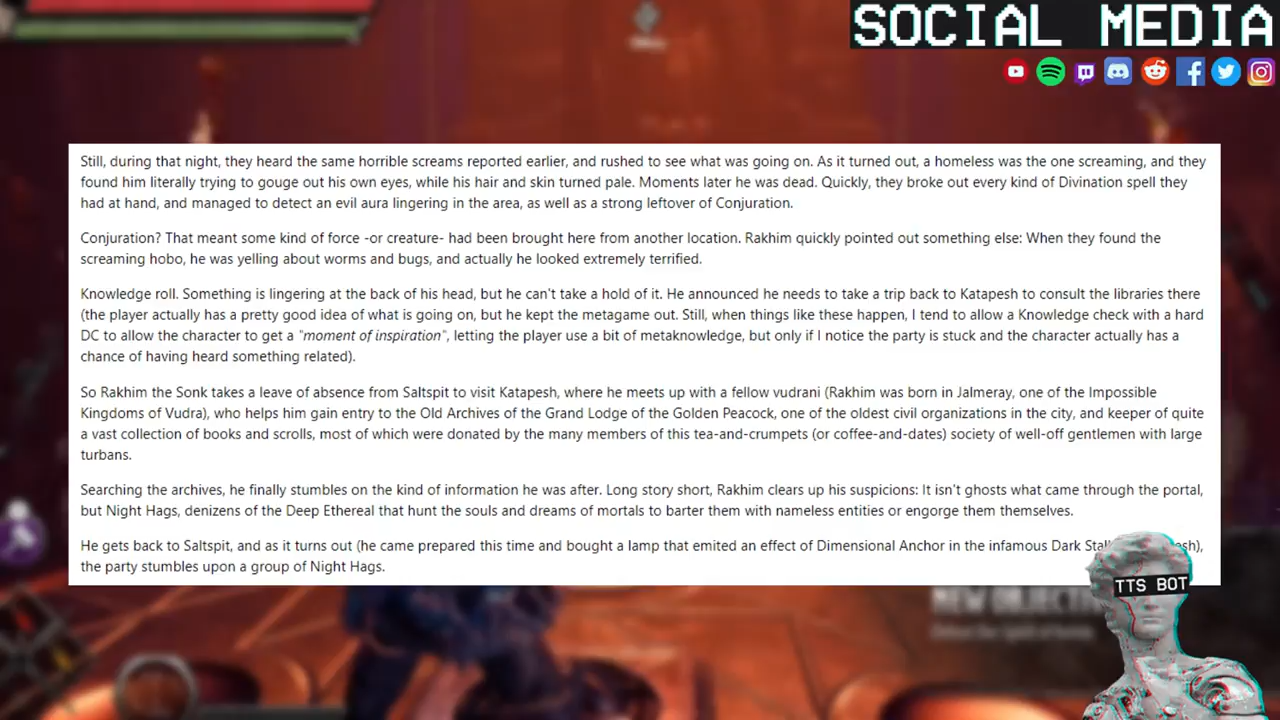 SOCIAL MEDIA
Still, during that night, they heard the same horrible screams reported earlier, and rushed to see what was going on. As it turned out, a homeless was the one screaming, and they
found him literally trying to gouge out his own eyes, while his hair and skin turned pale. Moments later he was dead. Quickly, they broke out every kind of Divination spell they
had at hand, and managed to detect an evil aura lingering in the area, as well as a strong leftover of Conjuration.
Conjuration? That meant some kind of force -or creature- had been brought here from another location. Rakhim quickly pointed out something else: When they found the
screaming hobo, he was yelling about worms and bugs, and actually he looked extremely terrified.
Knowledge roll. Something is lingering at the back of his head, but he can't take a hold of it. He announced he needs to take a trip back to Katapesh to consult the libraries there
(the player actually has a pretty good idea of what is going on, but he kept the metagame out. Still, when things like these happen, I tend to allow a Knowledge check with a hard
DC to allow the character to get a "moment of inspiration", letting the player use a bit of metaknowledge, but only if I notice the party is stuck and the character actually has a
chance of having heard something related).
So Rakhim the Sonk takes a leave of absence from Saltspit to visit Katapesh, where he meets up with a fellow vudrani (Rakhim was born in Jalmeray, one of the Impossible
Kingdoms of Vudra), who helps him gain entry to the Old Archives of the Grand Lodge of the Golden Peacock, one of the oldest civil organizations in the city, and keeper of quite
a vast collection of books and scrolls, most of which were donated by the many members of this tea-and-crumpets (or coffee-and-dates) society of well-off gentlemen with large
turbans.
Searching the archives, he finally stumbles on the kind of information he was after. Long story short, Rakhim clears up his suspicions: It isn't ghosts what came through the portal,
but Night Hags, denizens of the Deep Ethereal that hunt the souls and dreams of mortals to barter them with nameless entities or engorge them themselves.
He gets back to Saltspit, and as it turns out (he came prepared this time and bought a lamp that emitted an effect of Dimensional Anchor in the infamous Dark
the party stumbles upon a group of Night Hags.
TTS BOT